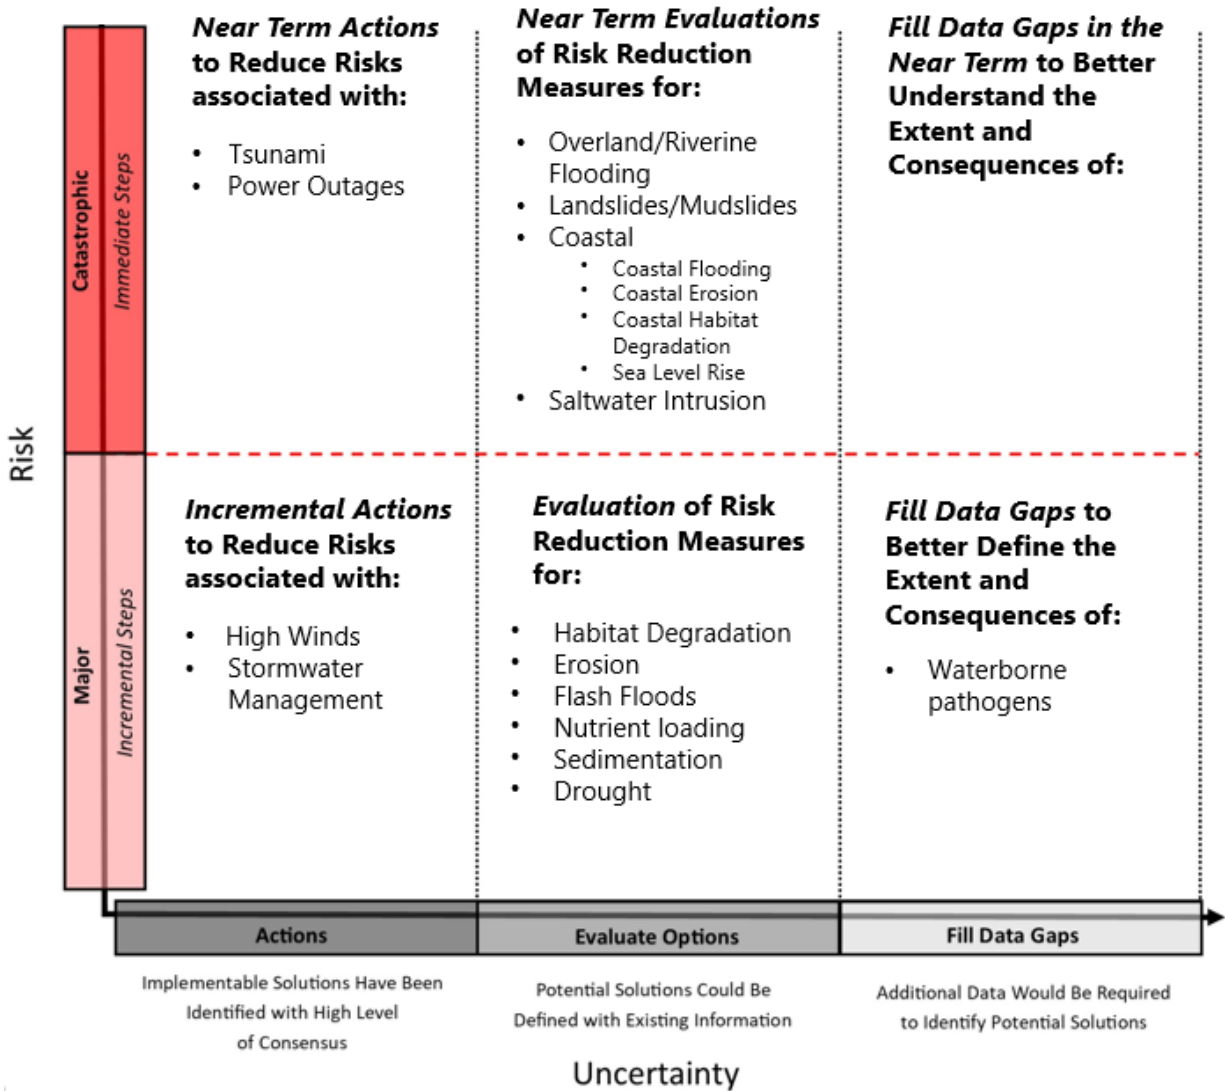 Near Term Actions
to Reduce Risks
associated with:
• Tsunami
• Power Outages
Near Term Evaluations
of Risk Reduction
Measures for:
• Overland/Riverine
Flooding
• Landslides/Mudslides
• Coastal
• Coastal Flooding
• Coastal Erosion
• Coastal Habitat
Degradation
• Sea Level Rise
• Saltwater Intrusion
Fill Data Gaps in the
Near Term to Better
Understand the
Extent and
Consequences of:
Catastrophic
Immediate Steps
Risk
Incremental Actions
to Reduce Risks
associated with:
• High Winds
• Stormwater
Management
Evaluation of Risk
Reduction Measures
for:
• Habitat Degradation
• Erosion
• Flash Floods
• Nutrient loading
• Sedimentation
• Drought
Fill Data Gaps to
Better Define the
Extent and
Consequences of:
• Waterborne
pathogens
Major
Incremental Steps
Actions
Evaluate Options
Fill Data Gaps
Implementable Solutions Have Been
Identified with High Level
of Consensus
Potential Solutions Could Be
Defined with Existing Information
Additional Data Would Be Required
to Identify Potential Solutions
Uncertainty